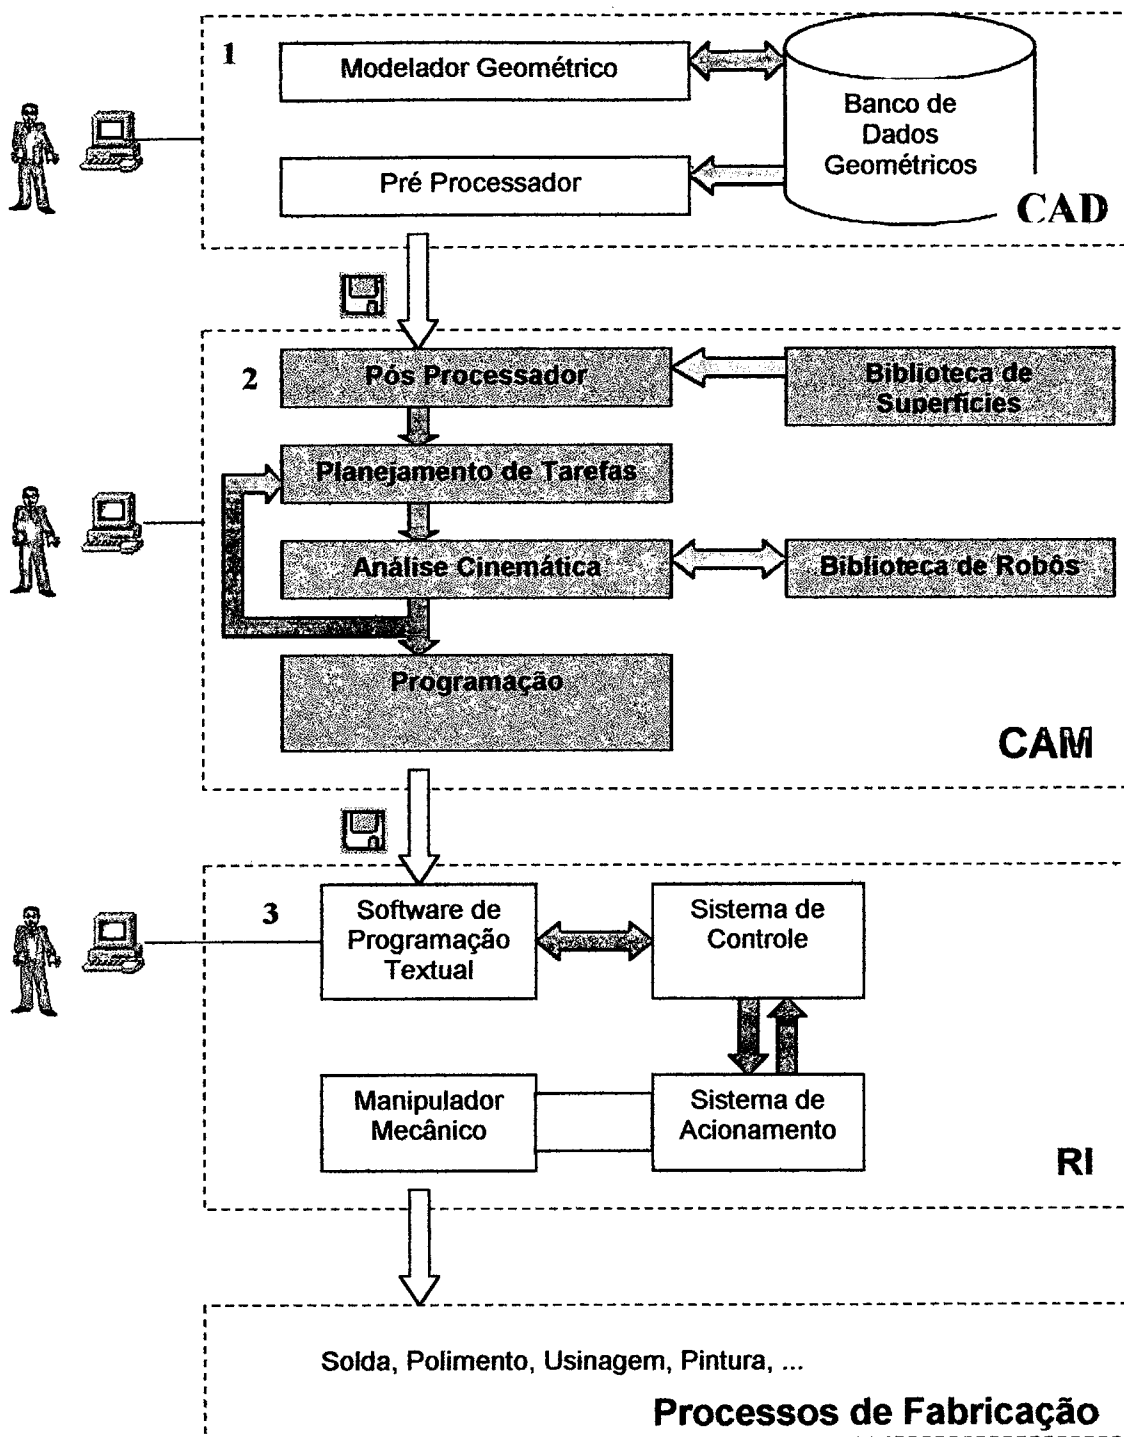 1
Modelador Geométrico
Banco de
Dados
Geométricos
Pré Processador
CAD
2
Pós Processador
Biblioteca de
Superfícies
Planejamento de Tarefas
Análise Cinemática
Biblioteca de Robôs
Programação
CAM
3
Software de
Programação
Textual
Sistema de
Controle
Manipulador
Mecânico
Sistema de
Acionamento
RI
Solda, Polimento, Usinagem, Pintura, ...
Processos de Fabricação